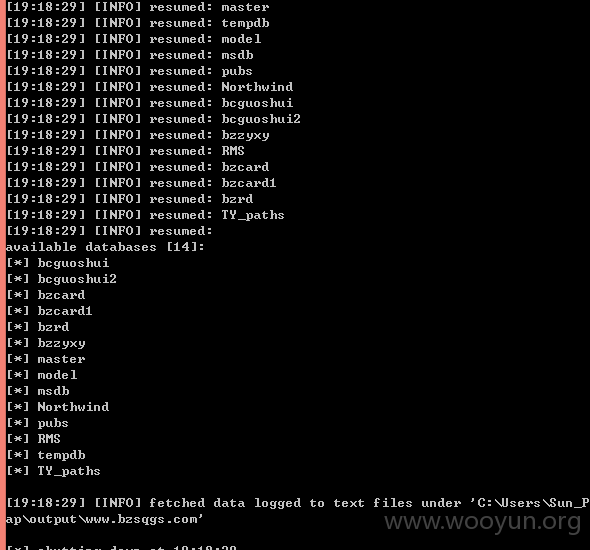 [19:18:29] [INFO] resumed: master
[19:18:29] [INFO] resumed: tempdb
[19:18:29] [INFO] resumed: model
[19:18:29] [INFO] resumed: msdb
[19:18:29] [INFO] resumed: pubs
[19:18:29] [INFO] resumed: Northwind
[19:18:29] [INFO] resumed: bcguoshui
[19:18:29] [INFO] resumed: bcguoshui2
[19:18:29] [INFO] resumed: bzzyxy
[19:18:29] [INFO] resumed: RMS
[19:18:29] [INFO] resumed: bzcard
[19:18:29] [INFO] resumed: bzcard1
[19:18:29] [INFO] resumed: bzrd
[19:18:29] [INFO] resumed: TY_paths
[19:18:29] [INFO] resumed:
available databases [14]:
[*] bcguoshui
[*] bcguoshui2
[*] bzcard
[*] bzcard1
[*] bzrd
[*] bzzyxy
[*] master
[*] model
[*] msdb
[*] Northwind
[*] pubs
[*] RMS
[*] tempdb
[*] TY_paths
[19:18:29] [INFO] fetched data logged to text files under 'C:\Users\Sun_P
ap\output\www.bzsqgs.com'
www.wooyun.org
[*] shutting down at 19:18:29